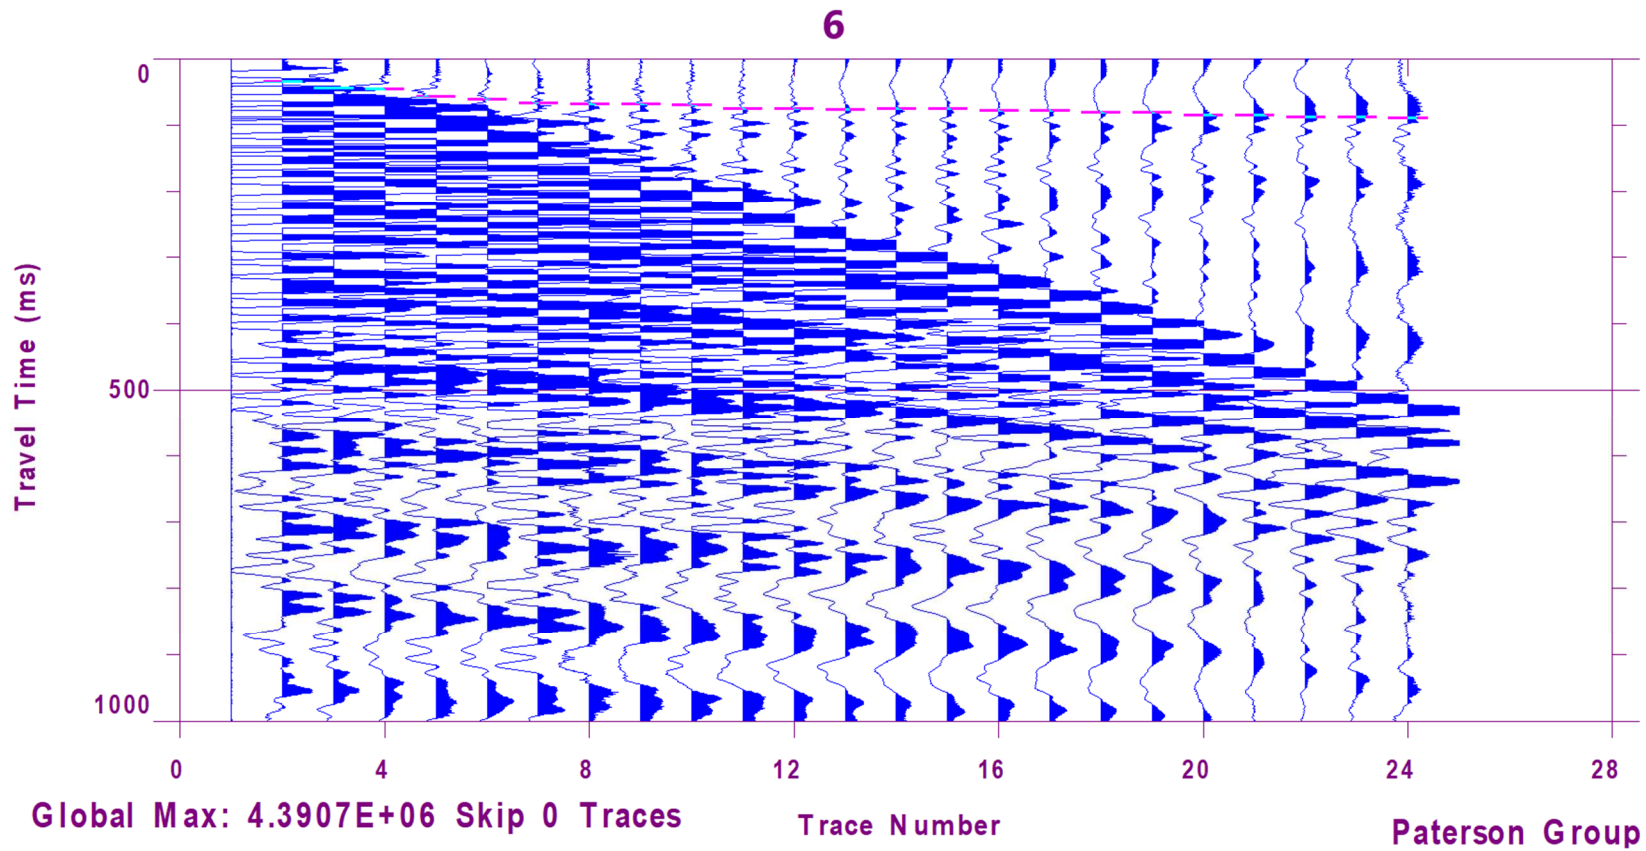 6
0
500
1000
Travel Time (ms)
0 4 8 12 16 20 24 28
Global Max: 4.3907E+06 Skip 0 Traces
Trace Number
Paterson Group